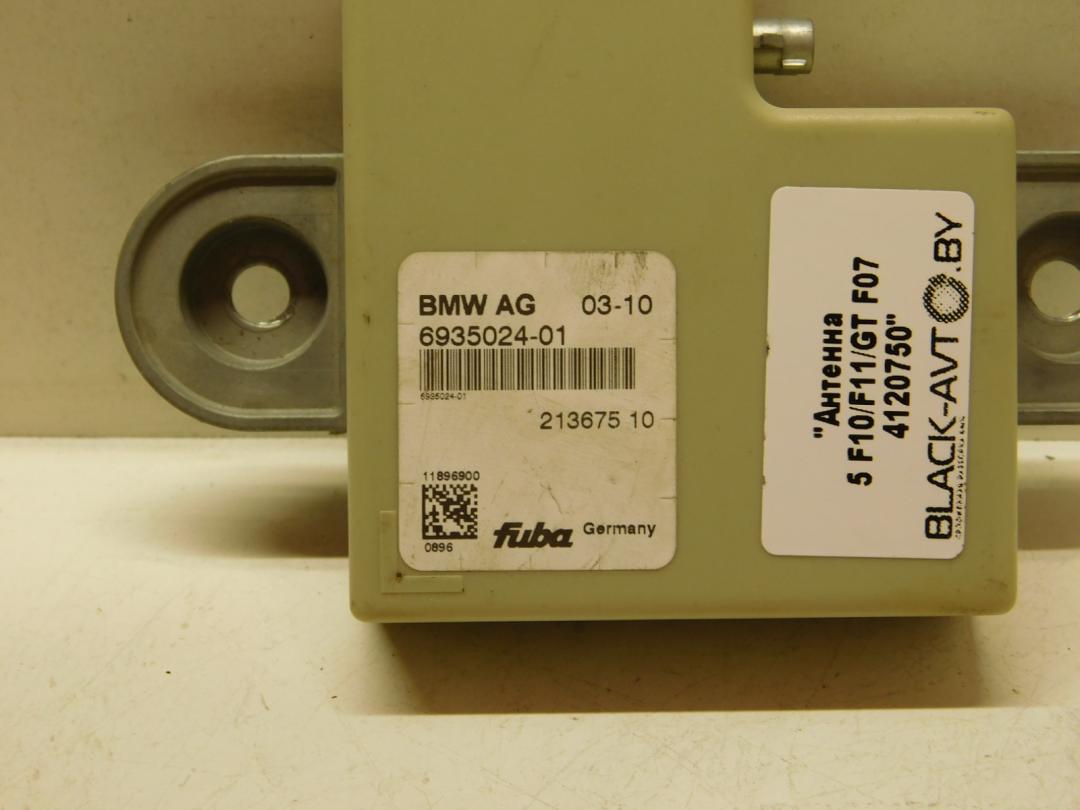 BMW AG 03-10
6935024-01
6935024-01
213675 10
11896900
0896
fuba Germany
"Антенна
5 F10/F11/GT F07
4120750"
BLACK-AVTO.BY